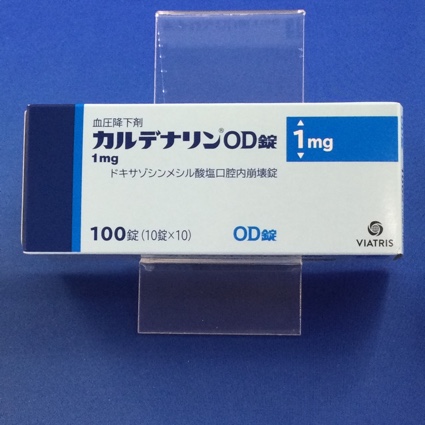 血圧降下剤
カルデナリン®OD錠
1mg
1mg
ドキサゾシンメシル酸塩口腔内崩壊錠
100錠(10錠×10)
OD錠
VIATRIS